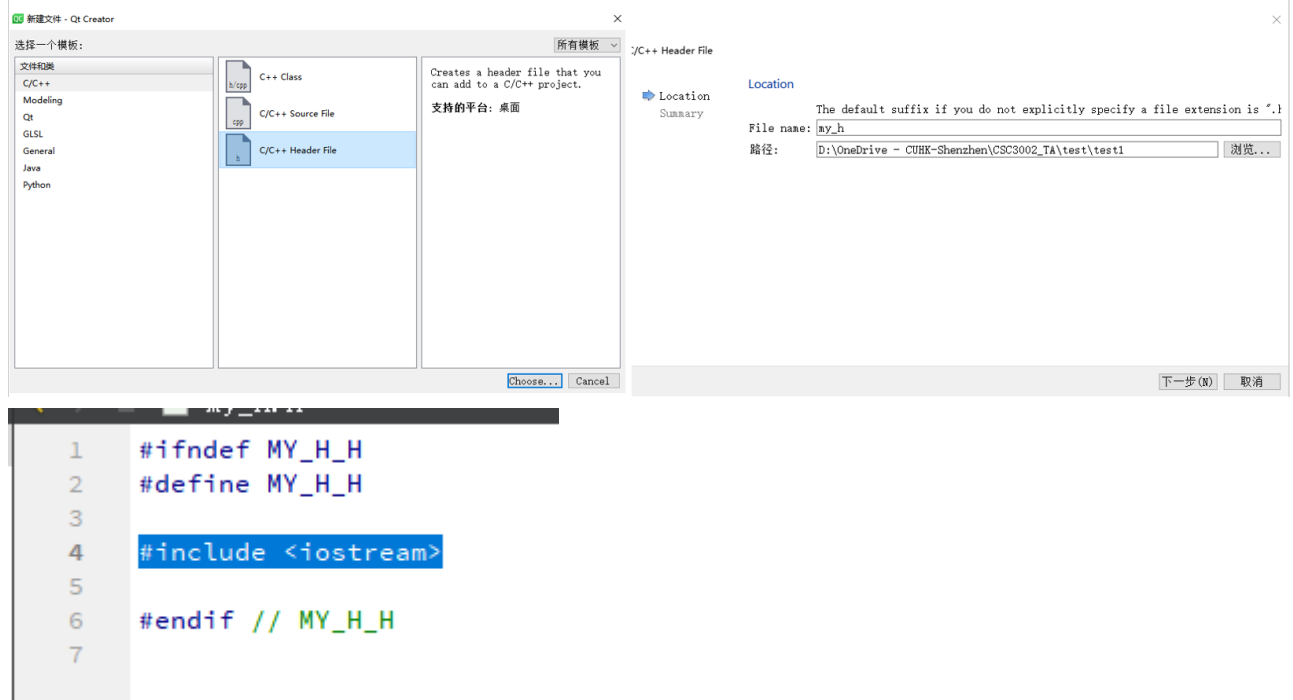 新建文件 - Qt Creator
选择一个模板:
所有模板
文件和类
C/C++
Modeling
Qt
GLSL
General
Java
Python
h/cpp
C++ Class
cpp
C/C++ Source File
h
C/C++ Header File
Creates a header file that you
can add to a C/C++ project.
支持的平台: 桌面
Choose...
Cancel
C/C++ Header File
Location
Summary
Location
The default suffix if you do not explicitly specify a file extension is ".h
File name:
my_h
路径:
D:\OneDrive - CUHK-Shenzhen\CSC3002_TA\test\test1
浏览...
下一步(N)
取消
1 #ifndef MY_H_H
2 #define MY_H_H
3
4 #include <iostream>
5
6 #endif // MY_H_H
7